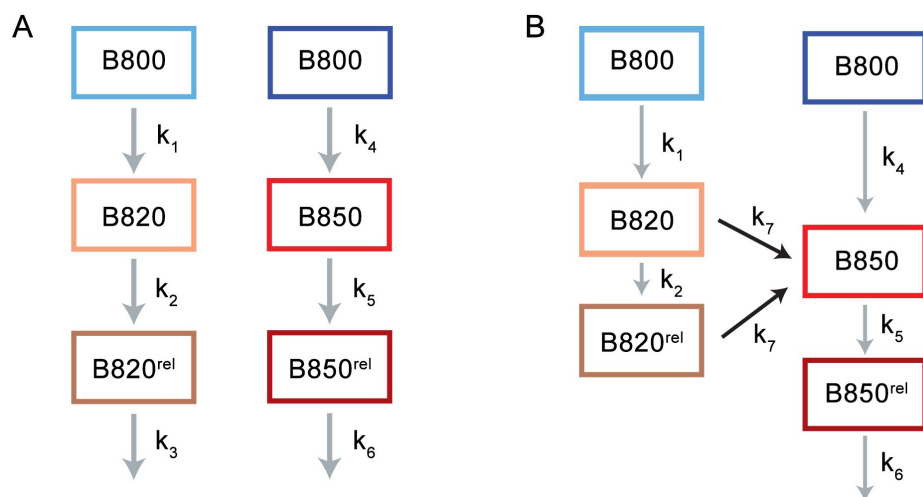 A
B800
k₁
B820
k₂
B820ʳᵉˡ
k₃
B800
k₄
B850
k₅
B850ʳᵉˡ
k₆
B
B800
k₁
B820
k₂
B820ʳᵉˡ
k₇
k₇
B800
k₄
B850
k₅
B850ʳᵉˡ
k₆